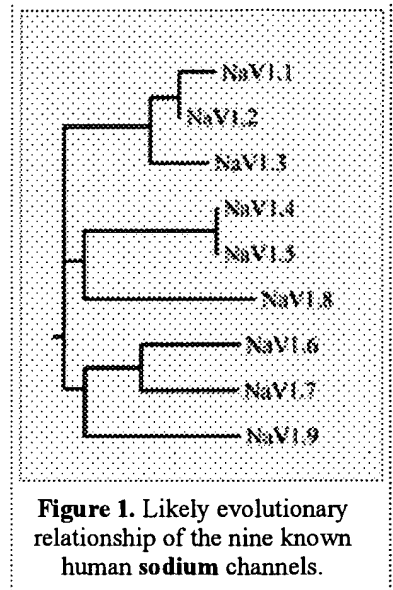 NaV1.1
NaV1.2
NaV1.3
NaV1.4
NaV1.5
NaV1.8
NaV1.6
NaV1.7
NaV1.9
Figure 1. Likely evolutionary
relationship of the nine known
human sodium channels.